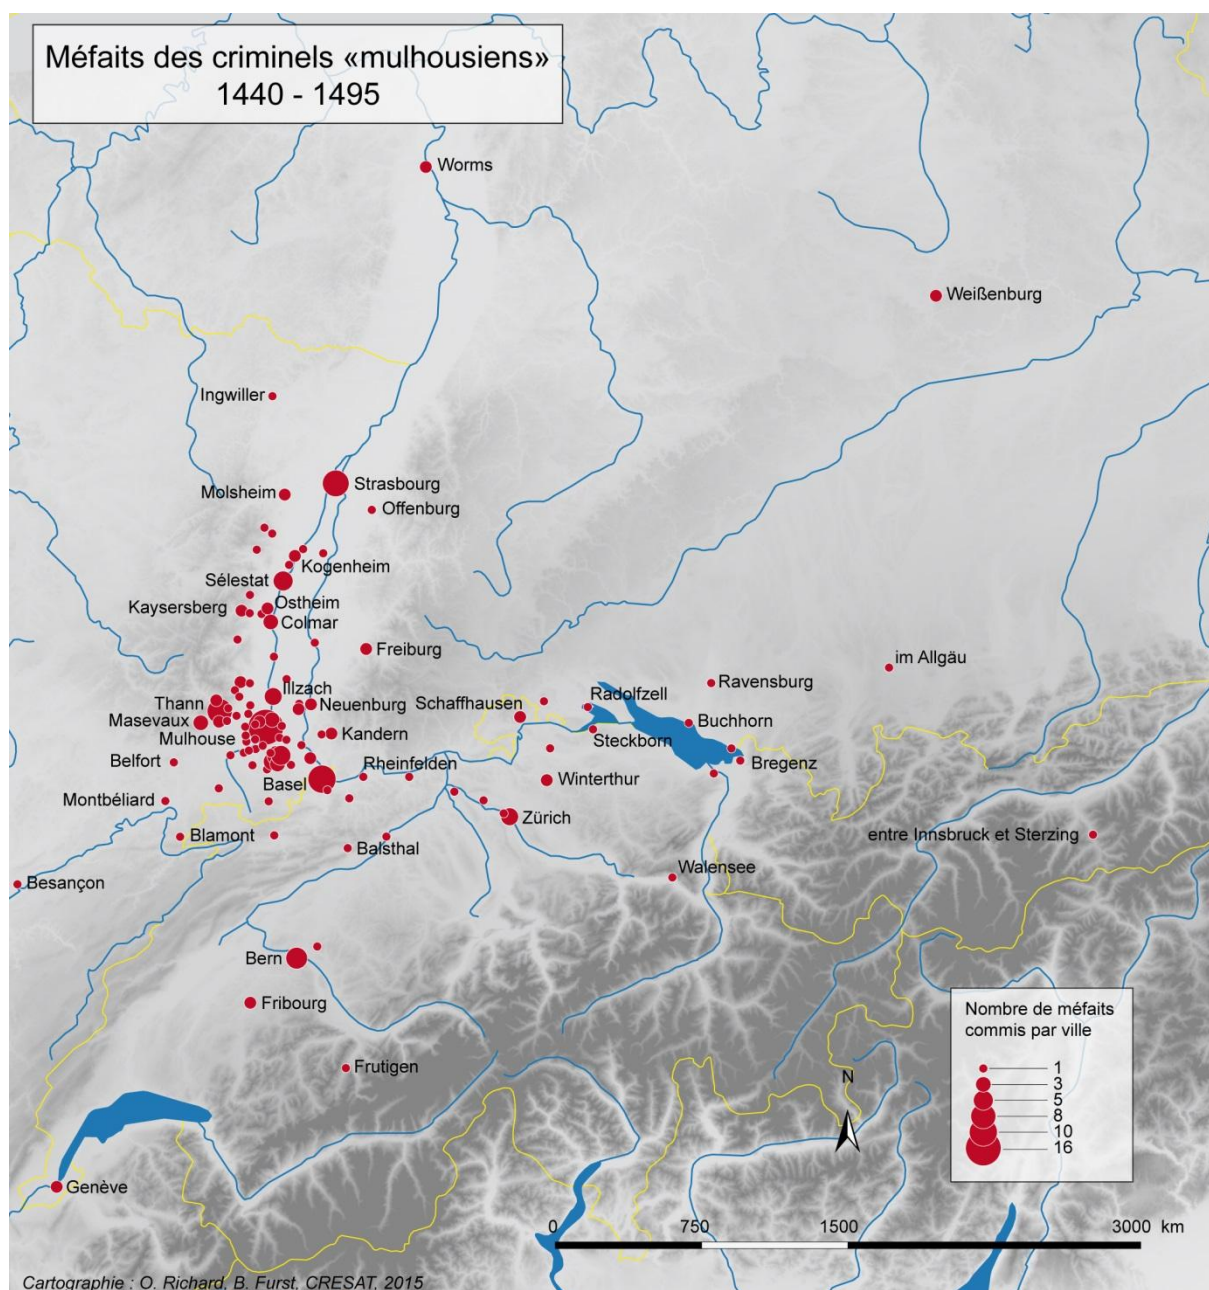 Méfaits des criminels «mulhousiens»
1440 - 1495
Worms
Weißenburg
Ingwiller
Strasbourg
Molsheim
Offenburg
Kogenheim
Sélestat
Ostheim
Kaysersberg
Colmar
Freiburg
im Allgäu
Ravensburg
Illzach
Thann
Neuenburg
Schaffhausen
Radolfzell
Masevaux
Buchhorn
Mulhouse
Kandern
Steckborn
Belfort
Rheinfelden
Bregenz
Basel
Winterthur
Montbéliard
Zürich
Blamont
Balsthal
entre Innsbruck et Sterzing
Walensee
Besançon
Bern
Fribourg
Frutigen
Genève
Nombre de méfaits
commis par ville
1
3
5
8
10
16
N
0 750 1500 3000 km
Cartographie : O. Richard, B. Furst, CRESAT, 2015